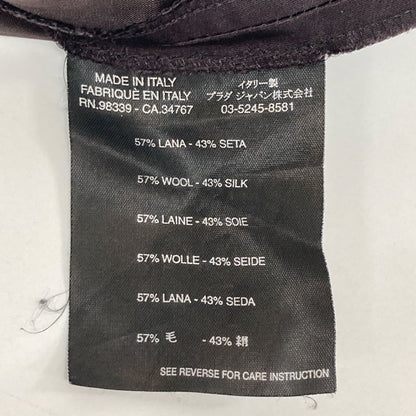 MADE IN ITALY
FABRIQUÈ EN ITALY
RN.98339 - CA.34767
イタリー製
プラダ ジャパン株式会社
03-5245-8581
57% LANA - 43% SETA
57% WOOL - 43% SILK
57% LAINE - 43% SOIE
57% WOLLE - 43% SEIDE
57% LANA - 43% SEDA
57% 毛 - 43% 絹
SEE REVERSE FOR CARE INSTRUCTION